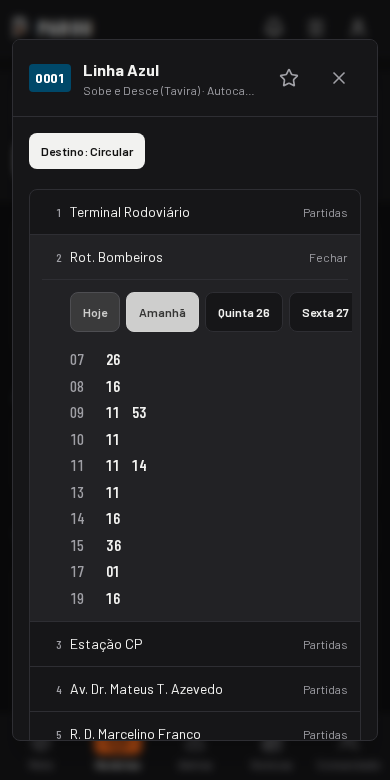 0001 Linha Azul
Sobe e Desce (Tavira) · Autoca...
Destino: Circular
1 Terminal Rodoviário Partidas
2 Rot. Bombeiros Fechar
Hoje Amanhã Quinta 26 Sexta 27
07 26
08 16
09 11 53
10 11
11 11 14
13 11
14 16
15 36
17 01
19 16
3 Estação CP Partidas
4 Av. Dr. Mateus T. Azevedo Partidas
5 R. D. Marcelino Franco Partidas